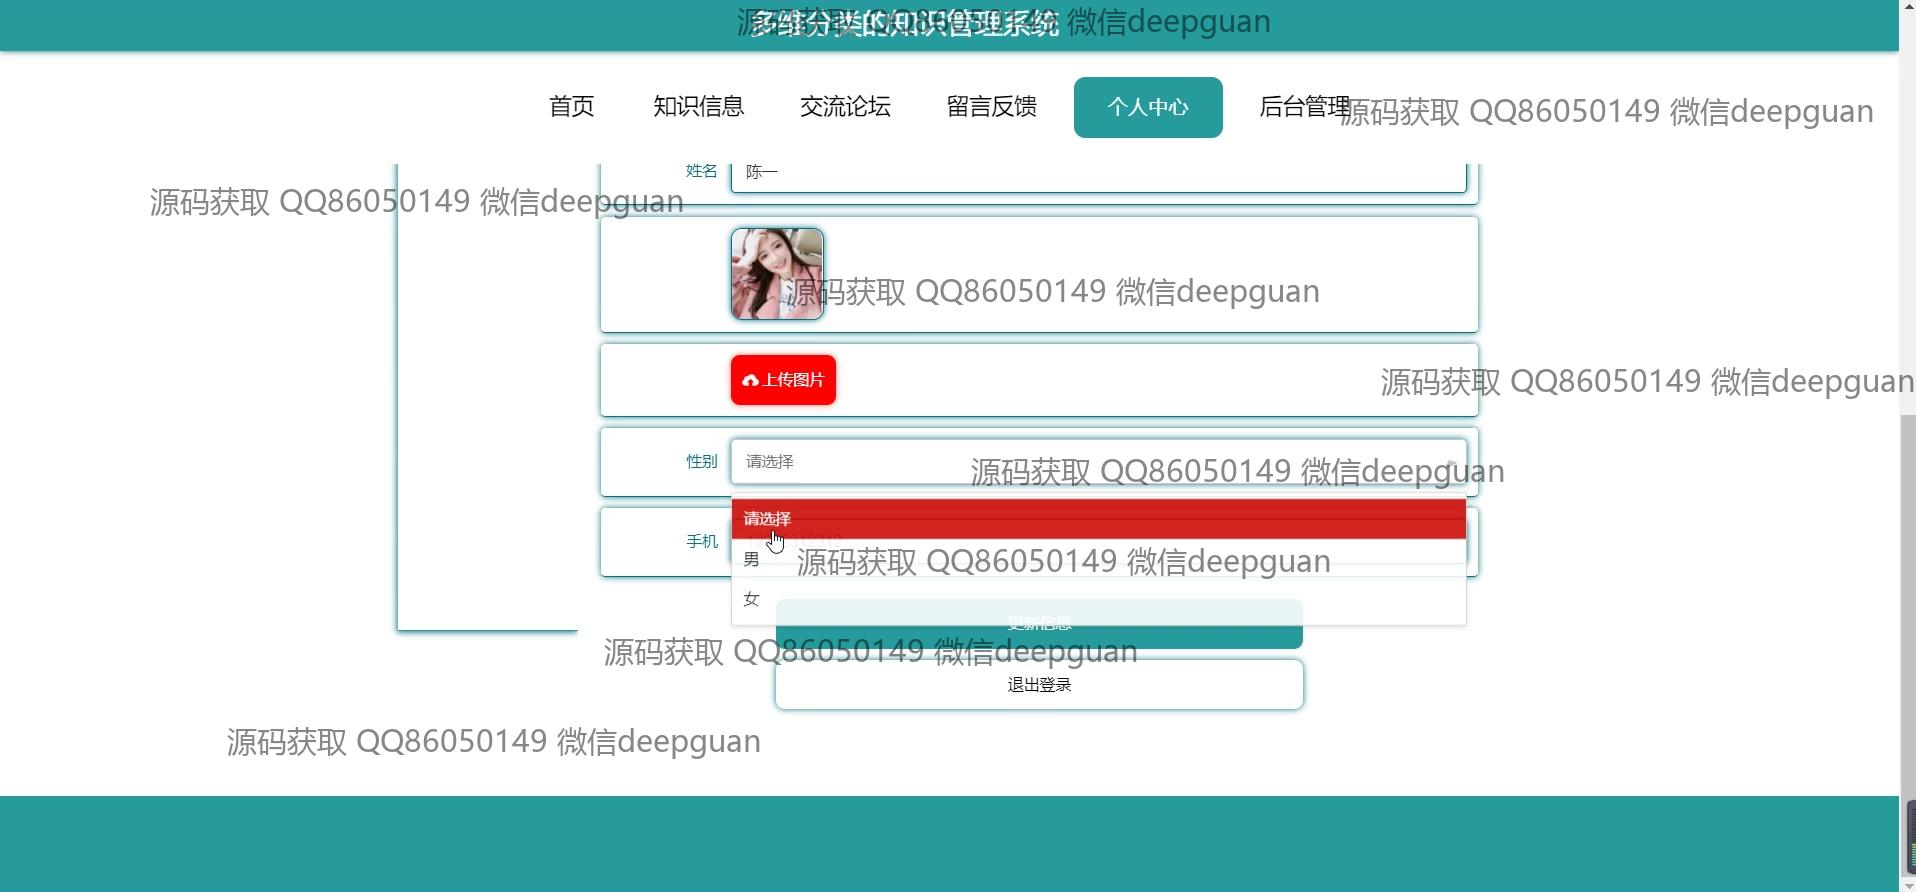 多维分类的知识管理系统
源码获取 QQ86050149 微信deepguan
首页 知识信息 交流论坛 留言反馈 个人中心 后台管理
源码获取 QQ86050149 微信deepguan
姓名 陈一
源码获取 QQ86050149 微信deepguan
源码获取 QQ86050149 微信deepguan
上传图片
源码获取 QQ86050149 微信deepguan
性别 请选择
源码获取 QQ86050149 微信deepguan
请选择
手机
男
源码获取 QQ86050149 微信deepguan
女
更新信息
源码获取 QQ86050149 微信deepguan
退出登录
源码获取 QQ86050149 微信deepguan